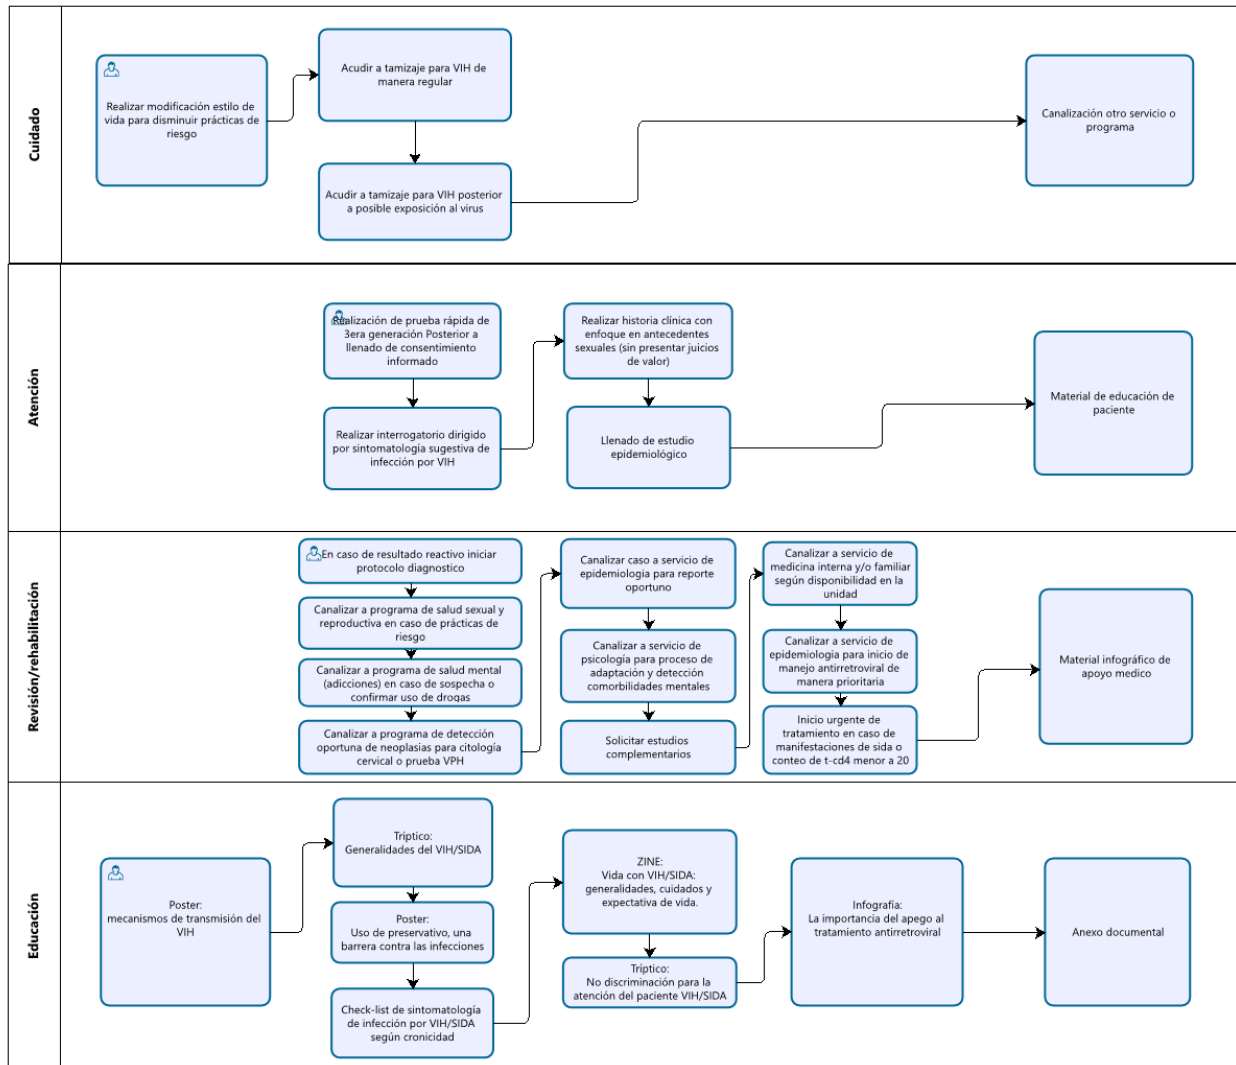 Cuidado
Realizar modificación estilo de
vida para disminuir prácticas de
riesgo
Acudir a tamizaje para VIH de
manera regular
Acudir a tamizaje para VIH posterior
a posible exposición al virus
Canalización otro servicio o
programa
Atención
Realización de prueba rápida de
3era generación Posterior a
llenado de consentimiento
informado
Realizar interrogatorio dirigido
por sintomatología sugestiva de
infección por VIH
Realizar historia clínica con
enfoque en antecedentes
sexuales (sin presentar juicios
de valor)
Llenado de estudio
epidemiológico
Material de educación de
paciente
Revisión/rehabilitación
En caso de resultado reactivo iniciar
protocolo diagnostico
Canalizar a programa de salud sexual y
reproductiva en caso de prácticas de
riesgo
Canalizar a programa de salud mental
(adicciones) en caso de sospecha o
confirmar uso de drogas
Canalizar a programa de detección
oportuna de neoplasias para citología
cervical o prueba VPH
Canalizar caso a servicio de
epidemiologia para reporte
oportuno
Canalizar a servicio de
psicología para proceso de
adaptación y detección
comorbilidades mentales
Solicitar estudios
complementarios
Canalizar a servicio de
medicina interna y/o familiar
según disponibilidad en la
unidad
Canalizar a servicio de
epidemiologia para inicio de
manejo antirretroviral de
manera prioritaria
Inicio urgente de
tratamiento en caso de
manifestaciones de sida o
conteo de t-cd4 menor a 20
Material infográfico de
apoyo medico
Educación
Poster:
mecanismos de transmisión del
VIH
Tríptico:
Generalidades del VIH/SIDA
Poster:
Uso de preservativo, una
barrera contra las infecciones
Check-list de sintomatología
de infección por VIH/SIDA
según cronicidad
ZINE:
Vida con VIH/SIDA:
generalidades, cuidados y
expectativa de vida.
Tríptico:
No discriminación para la
atención del paciente VIH/SIDA
Infografía:
La importancia del apego al
tratamiento antirretroviral
Anexo documental